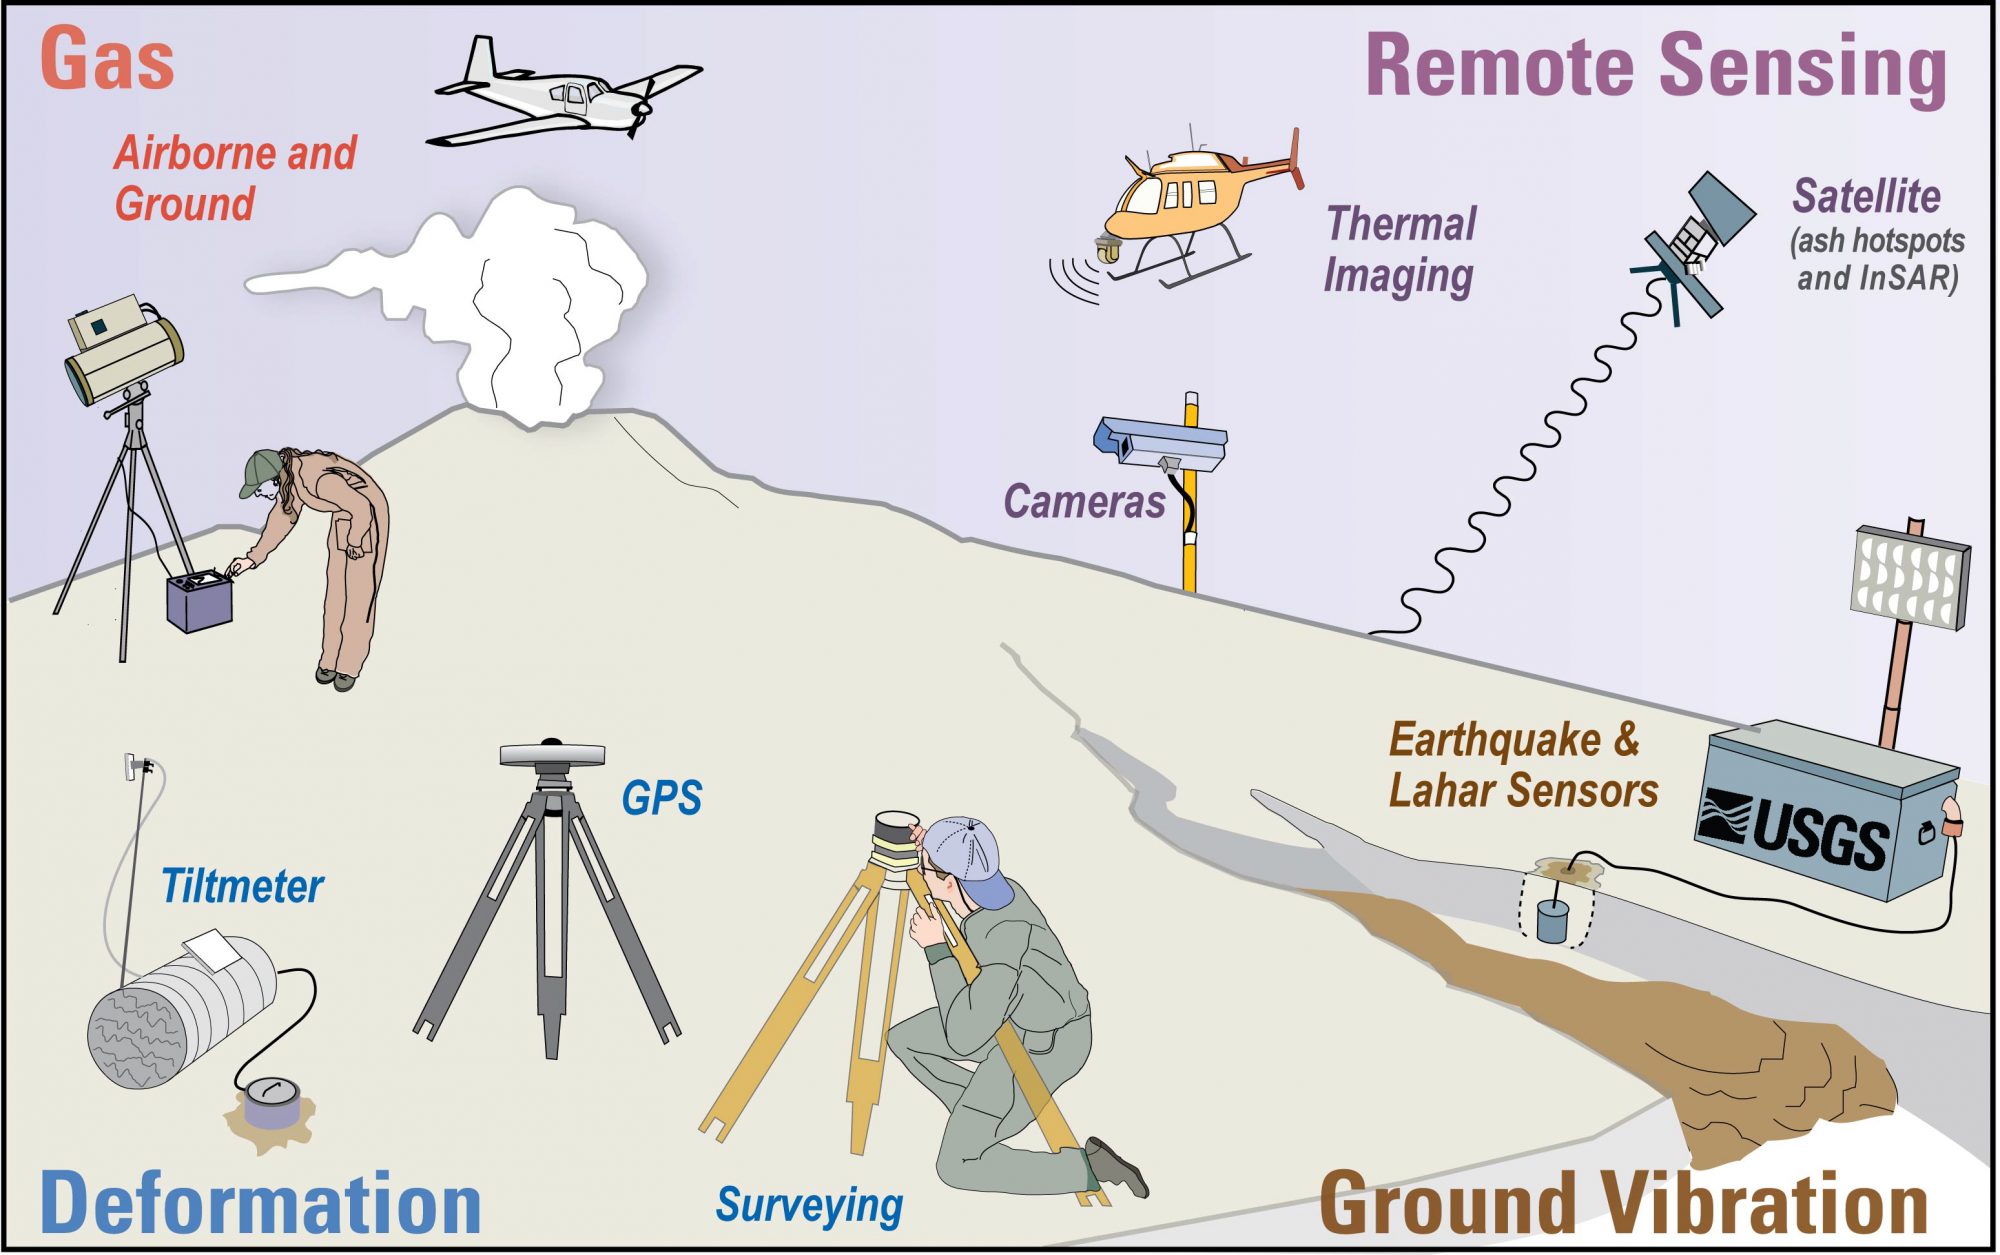 Gas
Airborne and
Ground
Remote Sensing
Thermal
Imaging
Satellite
(ash hotspots
and InSAR)
Cameras
Earthquake &
Lahar Sensors
USGS
GPS
Tiltmeter
Surveying
Deformation
Ground Vibration